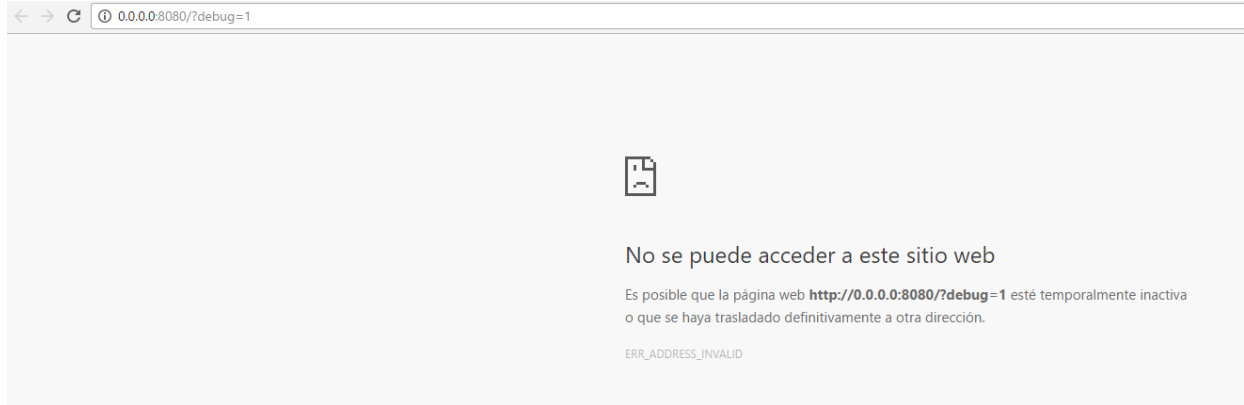 0.0.0.0:8080/?debug=1
No se puede acceder a este sitio web
Es posible que la página web http://0.0.0.0:8080/?debug=1 esté temporalmente inactiva
o que se haya trasladado definitivamente a otra dirección.
ERR_ADDRESS_INVALID